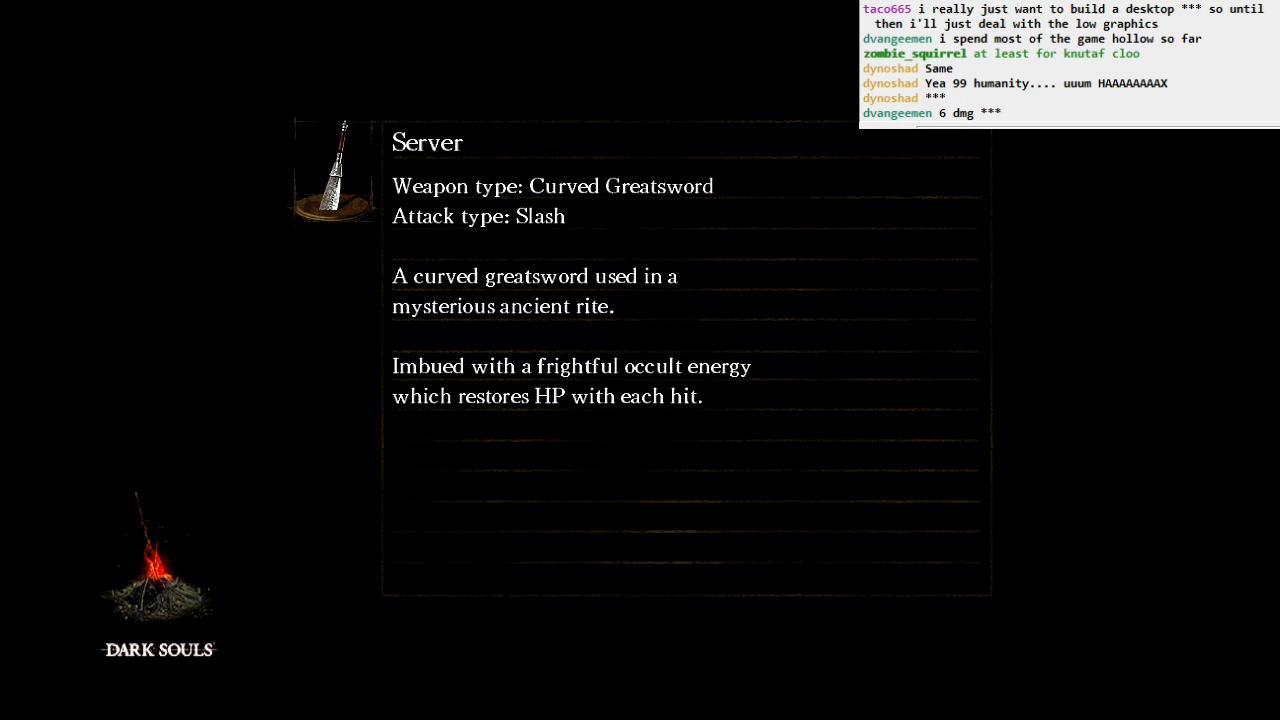 taco665 i really just want to build a desktop *** so until
then i'll just deal with the low graphics
dvangeemen i spend most of the game hollow so far
zombie_squirrel at least for knutaf cloo
dynoshad Same
dynoshad Yea 99 humanity.... uuum HAAAAAAAAX
dynoshad ***
dvangeemen 6 dmg ***
Server
Weapon type: Curved Greatsword
Attack type: Slash
A curved greatsword used in a
mysterious ancient rite.
Imbued with a frightful occult energy
which restores HP with each hit.
DARK SOULS